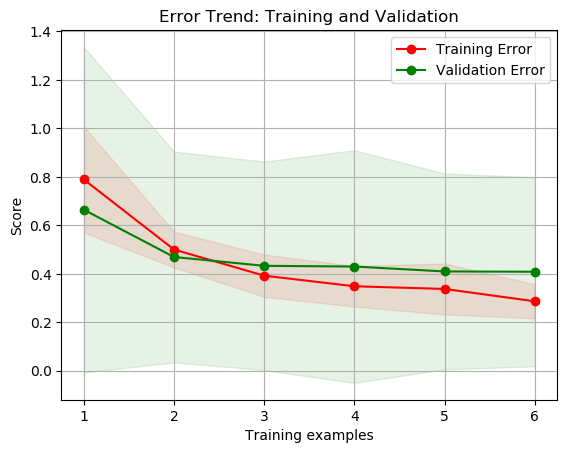 Error Trend: Training and Validation
1.4
1.2
1.0
0.8
0.6
0.4
0.2
0.0
Score
Training Error
Validation Error
1 2 3 4 5 6
Training examples